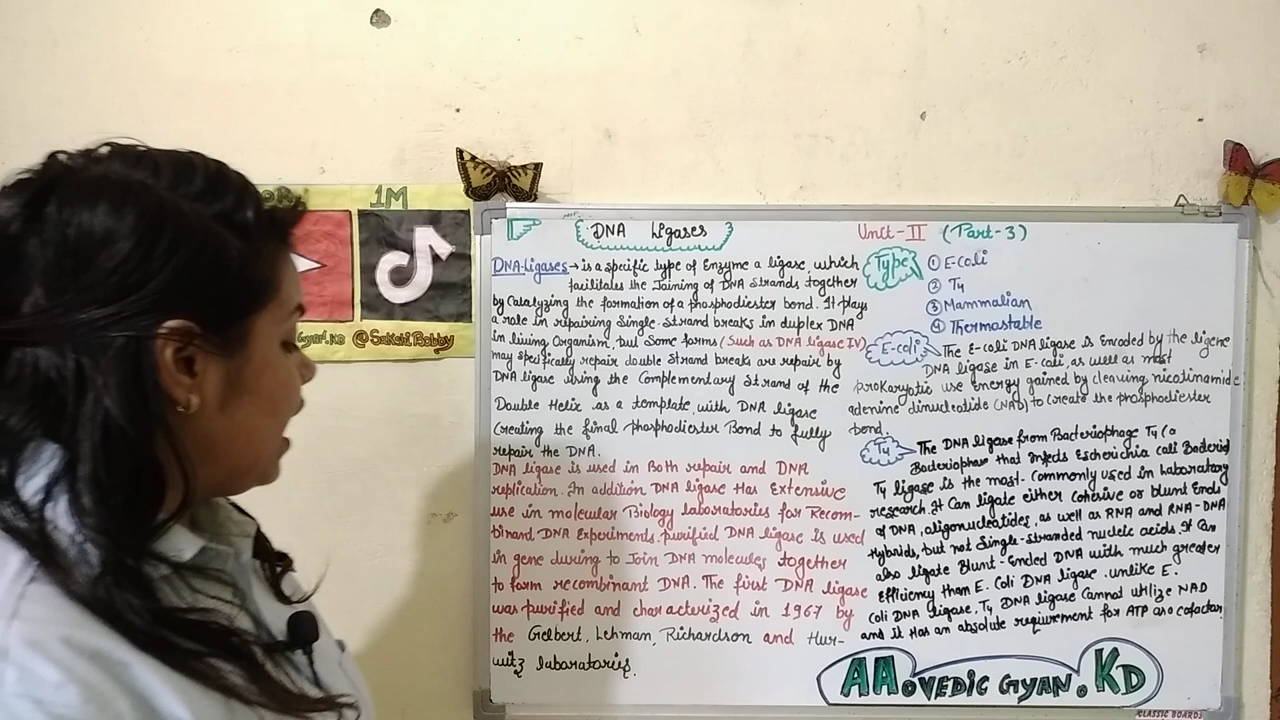 1M
Gyan.KD @SakshiBobby
DNA Ligases
Unit-II (Part-3)
DNA-Ligases → is a specific type of Enzyme a ligase, which
facilitates the Joining of DNA Strands together
by Catalyzing the formation of a phosphodiester bond. It plays
a role in repairing Single-Strand breaks in duplex DNA
in living Organism, but Some forms (Such as DNA ligase IV)
may specifically repair double Strand breaks are repair by
DNA ligase using the Complementary Strand of the
Double Helix as a template, with DNA ligase
Creating the final phosphodiester Bond to fully
repair the DNA.
DNA ligase is used in Both repair and DNA
replication. In addition DNA ligase Has Extensive
use in molecular Biology laboratories for Recom-
binant DNA Experiments. purified DNA ligase is used
in gene cloning to Join DNA molecules together
to form recombinant DNA. The first DNA ligase
was purified and characterized in 1967 by
the Gelbert, Lehman, Richardson and Hur-
witz laboratories.
Type
① E-Coli
② T4
③ Mammalian
④ Thermostable
E-coli
The E-coli DNA ligase is Encoded by the ligene
DNA ligase in E-coli, as well as most
prokaryotic use energy gained by cleaving nicotinamide
adenine dinucleotide (NAD) to Create the phosphodiester
bond.
T4
The DNA ligase from Bacteriophage T4 (a
Bacteriophage that Infects Escherichia Coli Bacteria)
T4 ligase is the most- Commonly used in laboratory
research. It Can ligate either Cohesive or blunt Ends
of DNA, oligonucleotides, as well as RNA and RNA-DNA
Hybrids, but not Single-stranded nucleic acids. It Can
also ligate Blunt-Ended DNA with much greater
Efficiency than E. Coli DNA ligase. unlike E.
Coli DNA ligase, T4 DNA ligase Cannot utilize NAD
and it Has an absolute requirement for ATP as a cofactor.
AA.VEDIC GYAN.KD
CLASSIC BOARDS